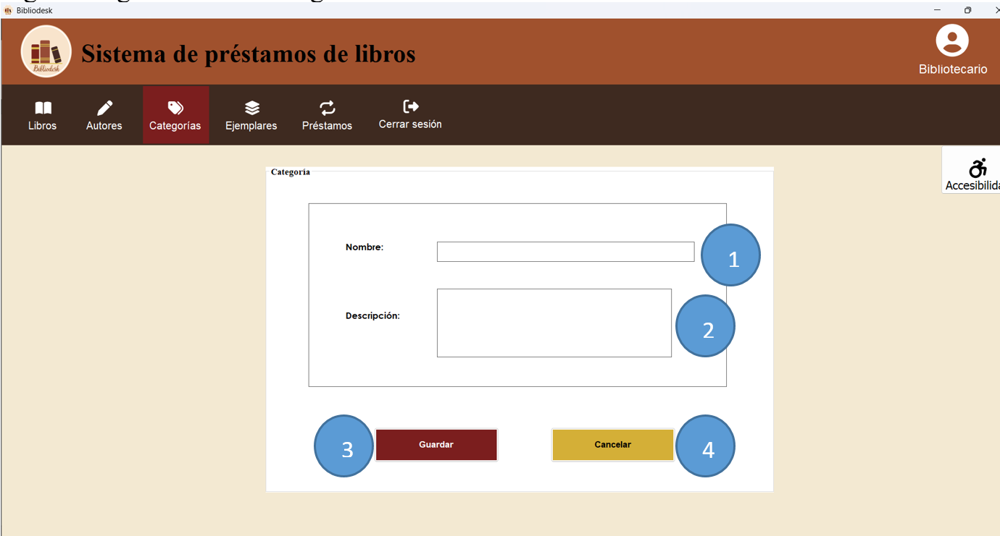 Bibliodesk
Bibliodesk
Sistema de préstamos de libros
Bibliotecario
Libros
Autores
Categorías
Ejemplares
Préstamos
Cerrar sesión
Accesibilida
Categoría
Nombre:
1
Descripción:
2
3
Guardar
Cancelar
4